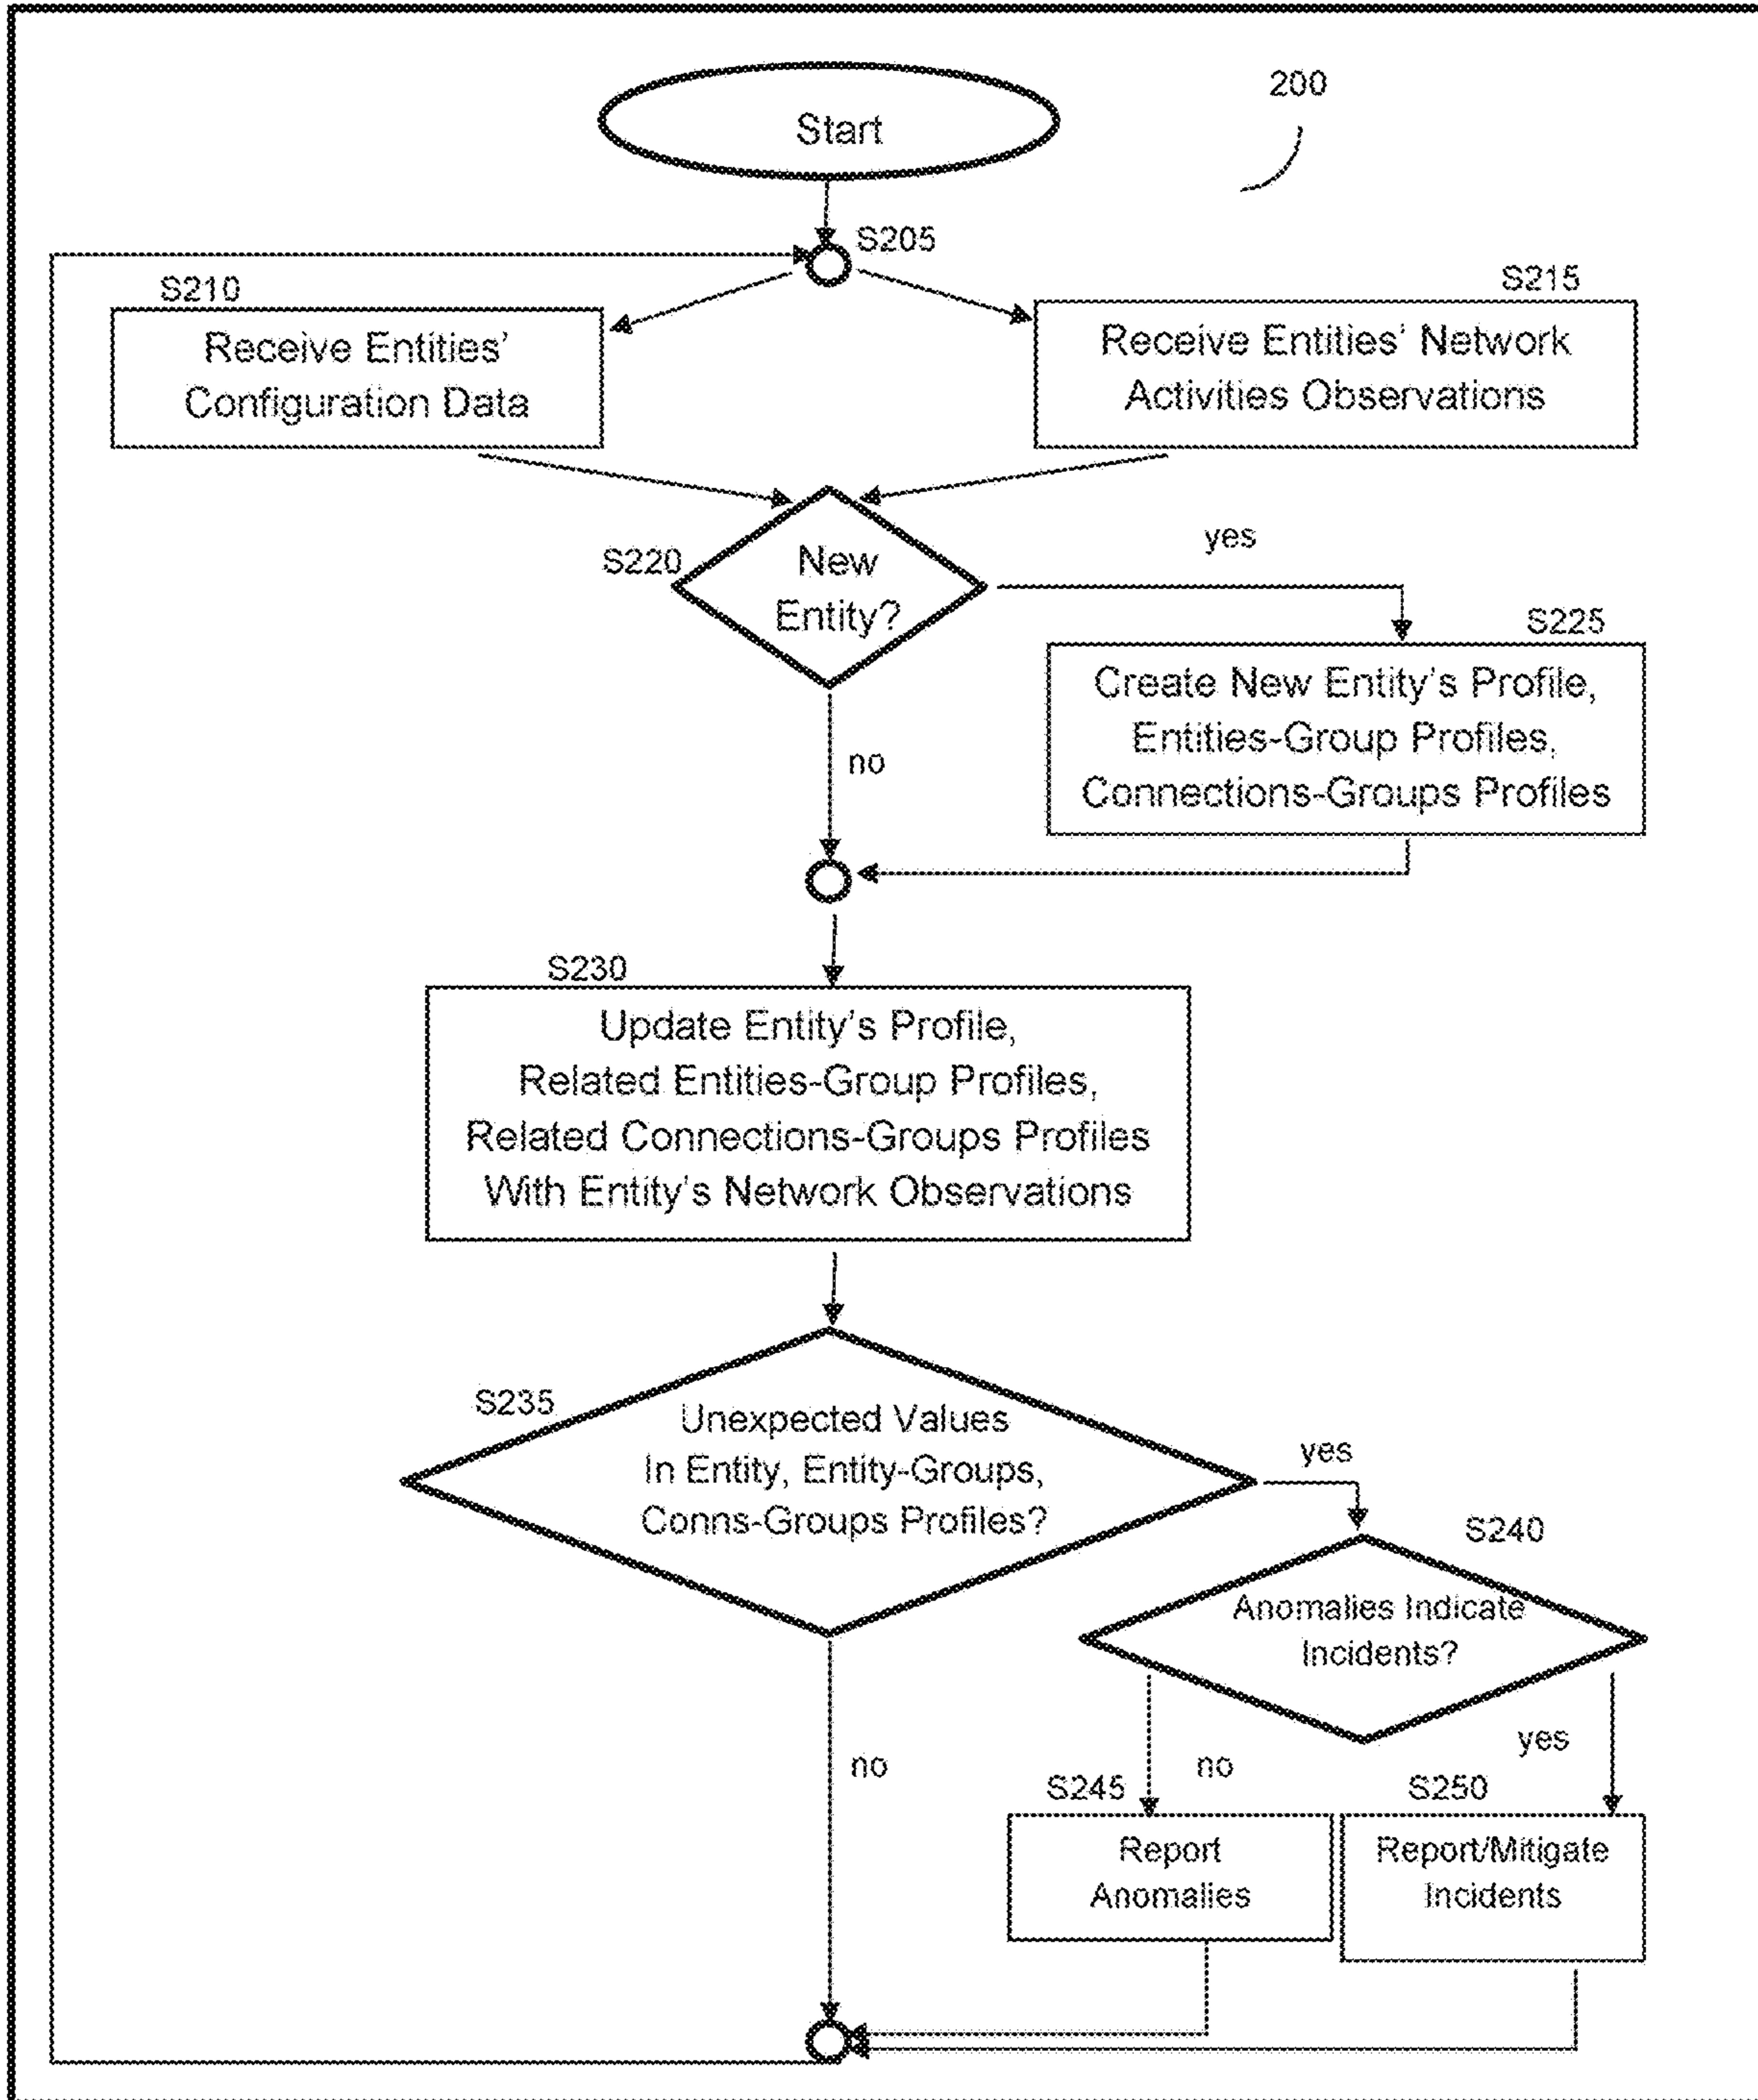 200
Start
S205
S210
S215
Receive Entities'
Configuration Data
Receive Entities' Network
Activities Observations
S220
New
Entity?
yes
S225
Create New Entity's Profile,
Entities-Group Profiles,
Connections-Groups Profiles
no
S230
Update Entity's Profile,
Related Entities-Group Profiles,
Related Connections-Groups Profiles
With Entity's Network Observations
S235
Unexpected Values
In Entity, Entity-Groups,
Conns-Groups Profiles?
yes
S240
Anomalies Indicate
Incidents?
no
no
yes
S245
S250
Report
Anomalies
Report/Mitigate
Incidents